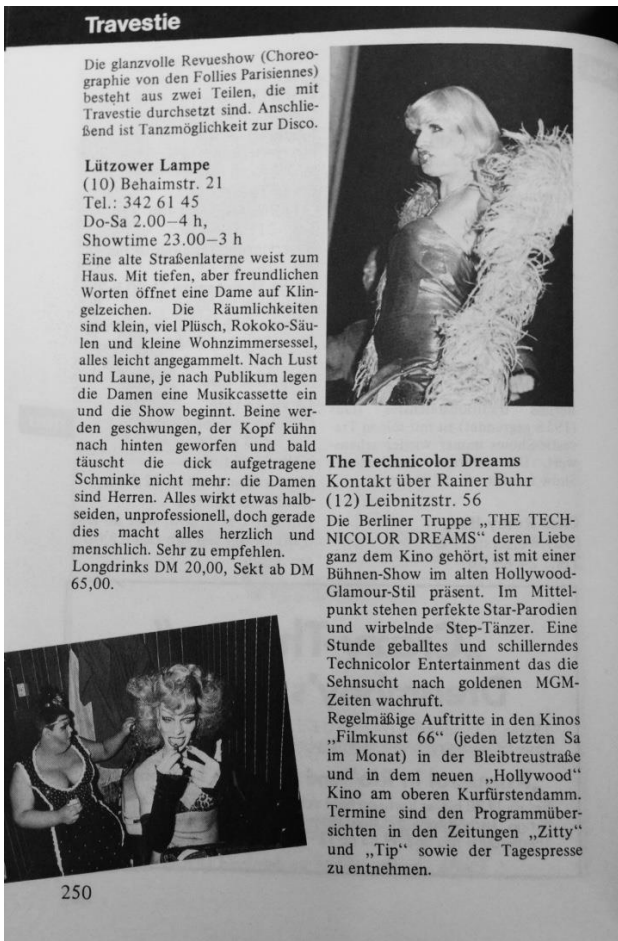 Travestie
Die glanzvolle Revueshow (Choreo-
graphie von den Follies Parisiennes)
besteht aus zwei Teilen, die mit
Travestie durchsetzt sind. Anschlie-
ßend ist Tanzmöglichkeit zur Disco.
Lützower Lampe
(10) Behaimstr. 21
Tel.: 342 61 45
Do-Sa 2.00–4 h,
Showtime 23.00–3 h
Eine alte Straßenlaterne weist zum
Haus. Mit tiefen, aber freundlichen
Worten öffnet eine Dame auf Klin-
gelzeichen. Die Räumlichkeiten
sind klein, viel Plüsch, Rokoko-Säu-
len und kleine Wohnzimmersessel,
alles leicht angegammelt. Nach Lust
und Laune, je nach Publikum legen
die Damen eine Musikcassette ein
und die Show beginnt. Beine wer-
den geschwungen, der Kopf kühn
nach hinten geworfen und bald
täuscht die dick aufgetragene
Schminke nicht mehr: die Damen
sind Herren. Alles wirkt etwas halb-
seiden, unprofessionell, doch gerade
dies macht alles herzlich und
menschlich. Sehr zu empfehlen.
Longdrinks DM 20,00, Sekt ab DM
65,00.
The Technicolor Dreams
Kontakt über Rainer Buhr
(12) Leibnitzstr. 56
Die Berliner Truppe „THE TECH-
NICOLOR DREAMS“ deren Liebe
ganz dem Kino gehört, ist mit einer
Bühnen-Show im alten Hollywood-
Glamour-Stil präsent. Im Mittel-
punkt stehen perfekte Star-Parodien
und wirbelnde Step-Tänzer. Eine
Stunde geballtes und schillerndes
Technicolor Entertainment das die
Sehnsucht nach goldenen MGM-
Zeiten wachruft.
Regelmäßige Auftritte in den Kinos
„Filmkunst 66“ (jeden letzten Sa
im Monat) in der Bleibtreustraße
und in dem neuen „Hollywood“
Kino am oberen Kurfürstendamm.
Termine sind den Programmüber-
sichten in den Zeitungen „Zitty“
und „Tip“ sowie der Tagespresse
zu entnehmen.
250